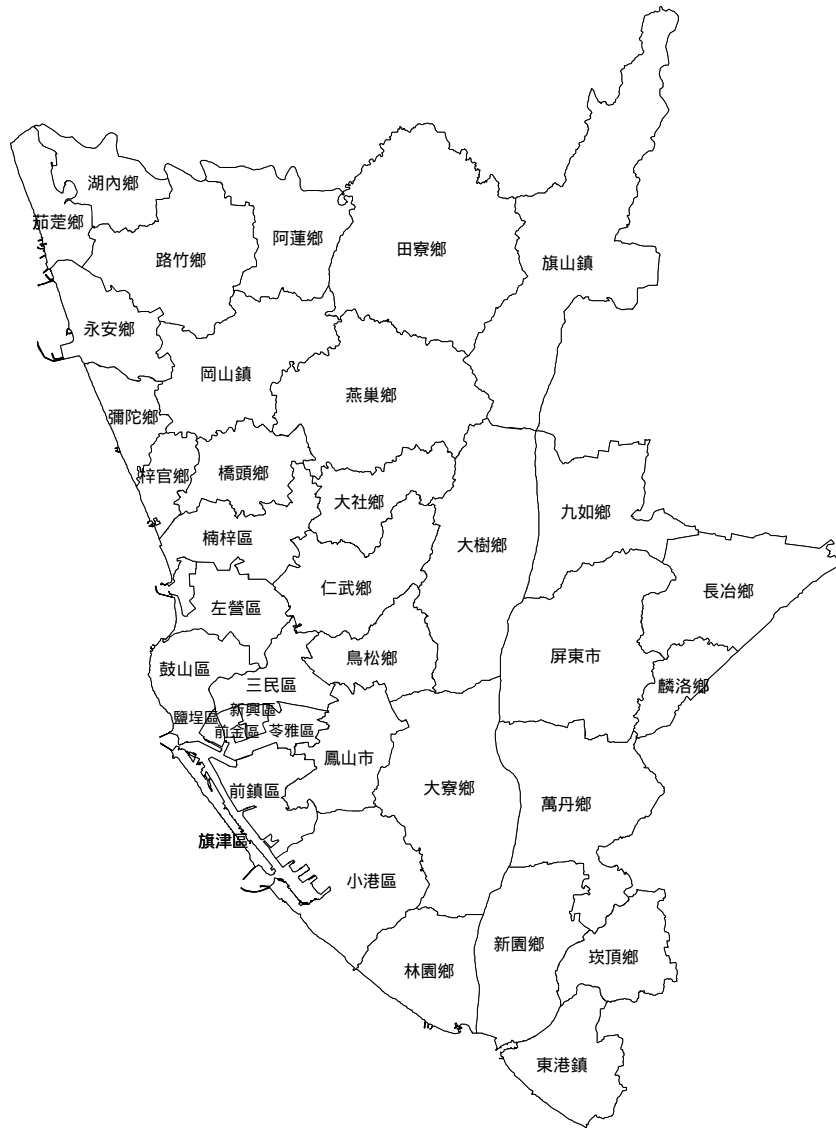 湖內鄉
茄萣鄉
路竹鄉
阿蓮鄉
田寮鄉
旗山鎮
永安鄉
岡山鎮
燕巢鄉
彌陀鄉
梓官鄉
橋頭鄉
大社鄉
九如鄉
楠梓區
大樹鄉
仁武鄉
長治鄉
左營區
鼓山區
鳥松鄉
屏東市
三民區
麟洛鄉
新興區
鹽埕區
前金區
苓雅區
鳳山市
前鎮區
大寮鄉
萬丹鄉
旗津區
小港區
新園鄉
崁頂鄉
林園鄉
東港鎮